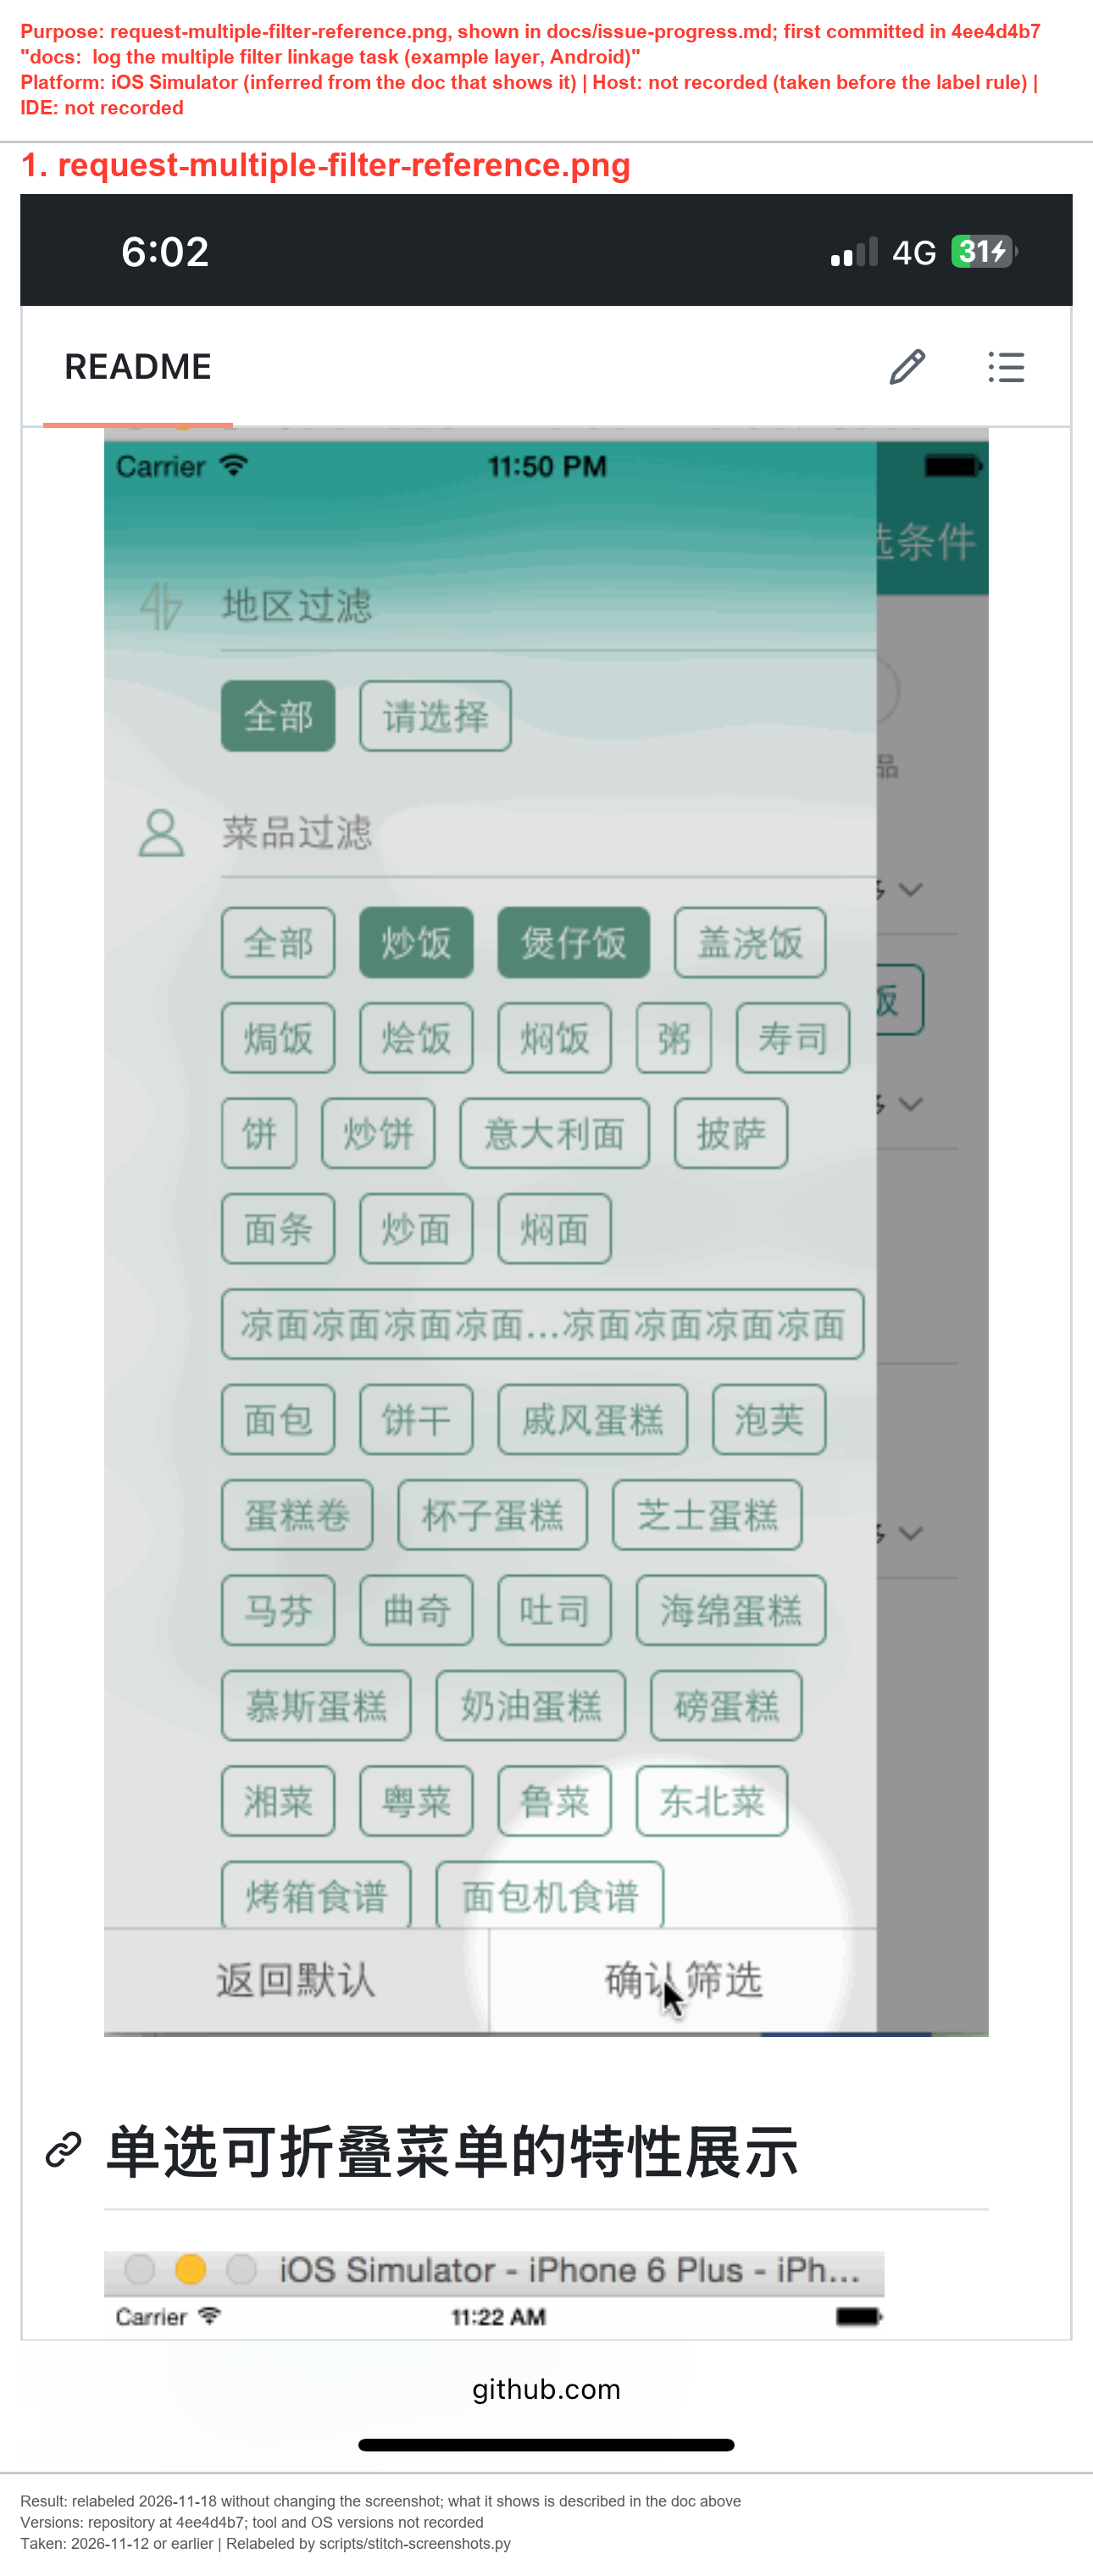 Purpose: request-multiple-filter-reference.png, shown in docs/issue-progress.md; first committed in 4ee4d4b7
"docs:  log the multiple filter linkage task (example layer, Android)"
Platform: iOS Simulator (inferred from the doc that shows it) | Host: not recorded (taken before the label rule) |
IDE: not recorded
1. request-multiple-filter-reference.png
6:02 4G 31
README
Carrier 11:50 PM
选条件
地区过滤
全部 请选择
品
菜品过滤
全部 炒饭 煲仔饭 盖浇饭
饭
焗饭 烩饭 焖饭 粥 寿司
饼 炒饼 意大利面 披萨
面条 炒面 焖面
凉面凉面凉面凉面...凉面凉面凉面凉面
面包 饼干 戚风蛋糕 泡芙
蛋糕卷 杯子蛋糕 芝士蛋糕
马芬 曲奇 吐司 海绵蛋糕
慕斯蛋糕 奶油蛋糕 磅蛋糕
湘菜 粤菜 鲁菜 东北菜
烤箱食谱 面包机食谱
返回默认 确认筛选
单选可折叠菜单的特性展示
iOS Simulator - iPhone 6 Plus - iPh...
Carrier 11:22 AM
github.com
Result: relabeled 2026-11-18 without changing the screenshot; what it shows is described in the doc above
Versions: repository at 4ee4d4b7; tool and OS versions not recorded
Taken: 2026-11-12 or earlier | Relabeled by scripts/stitch-screenshots.py